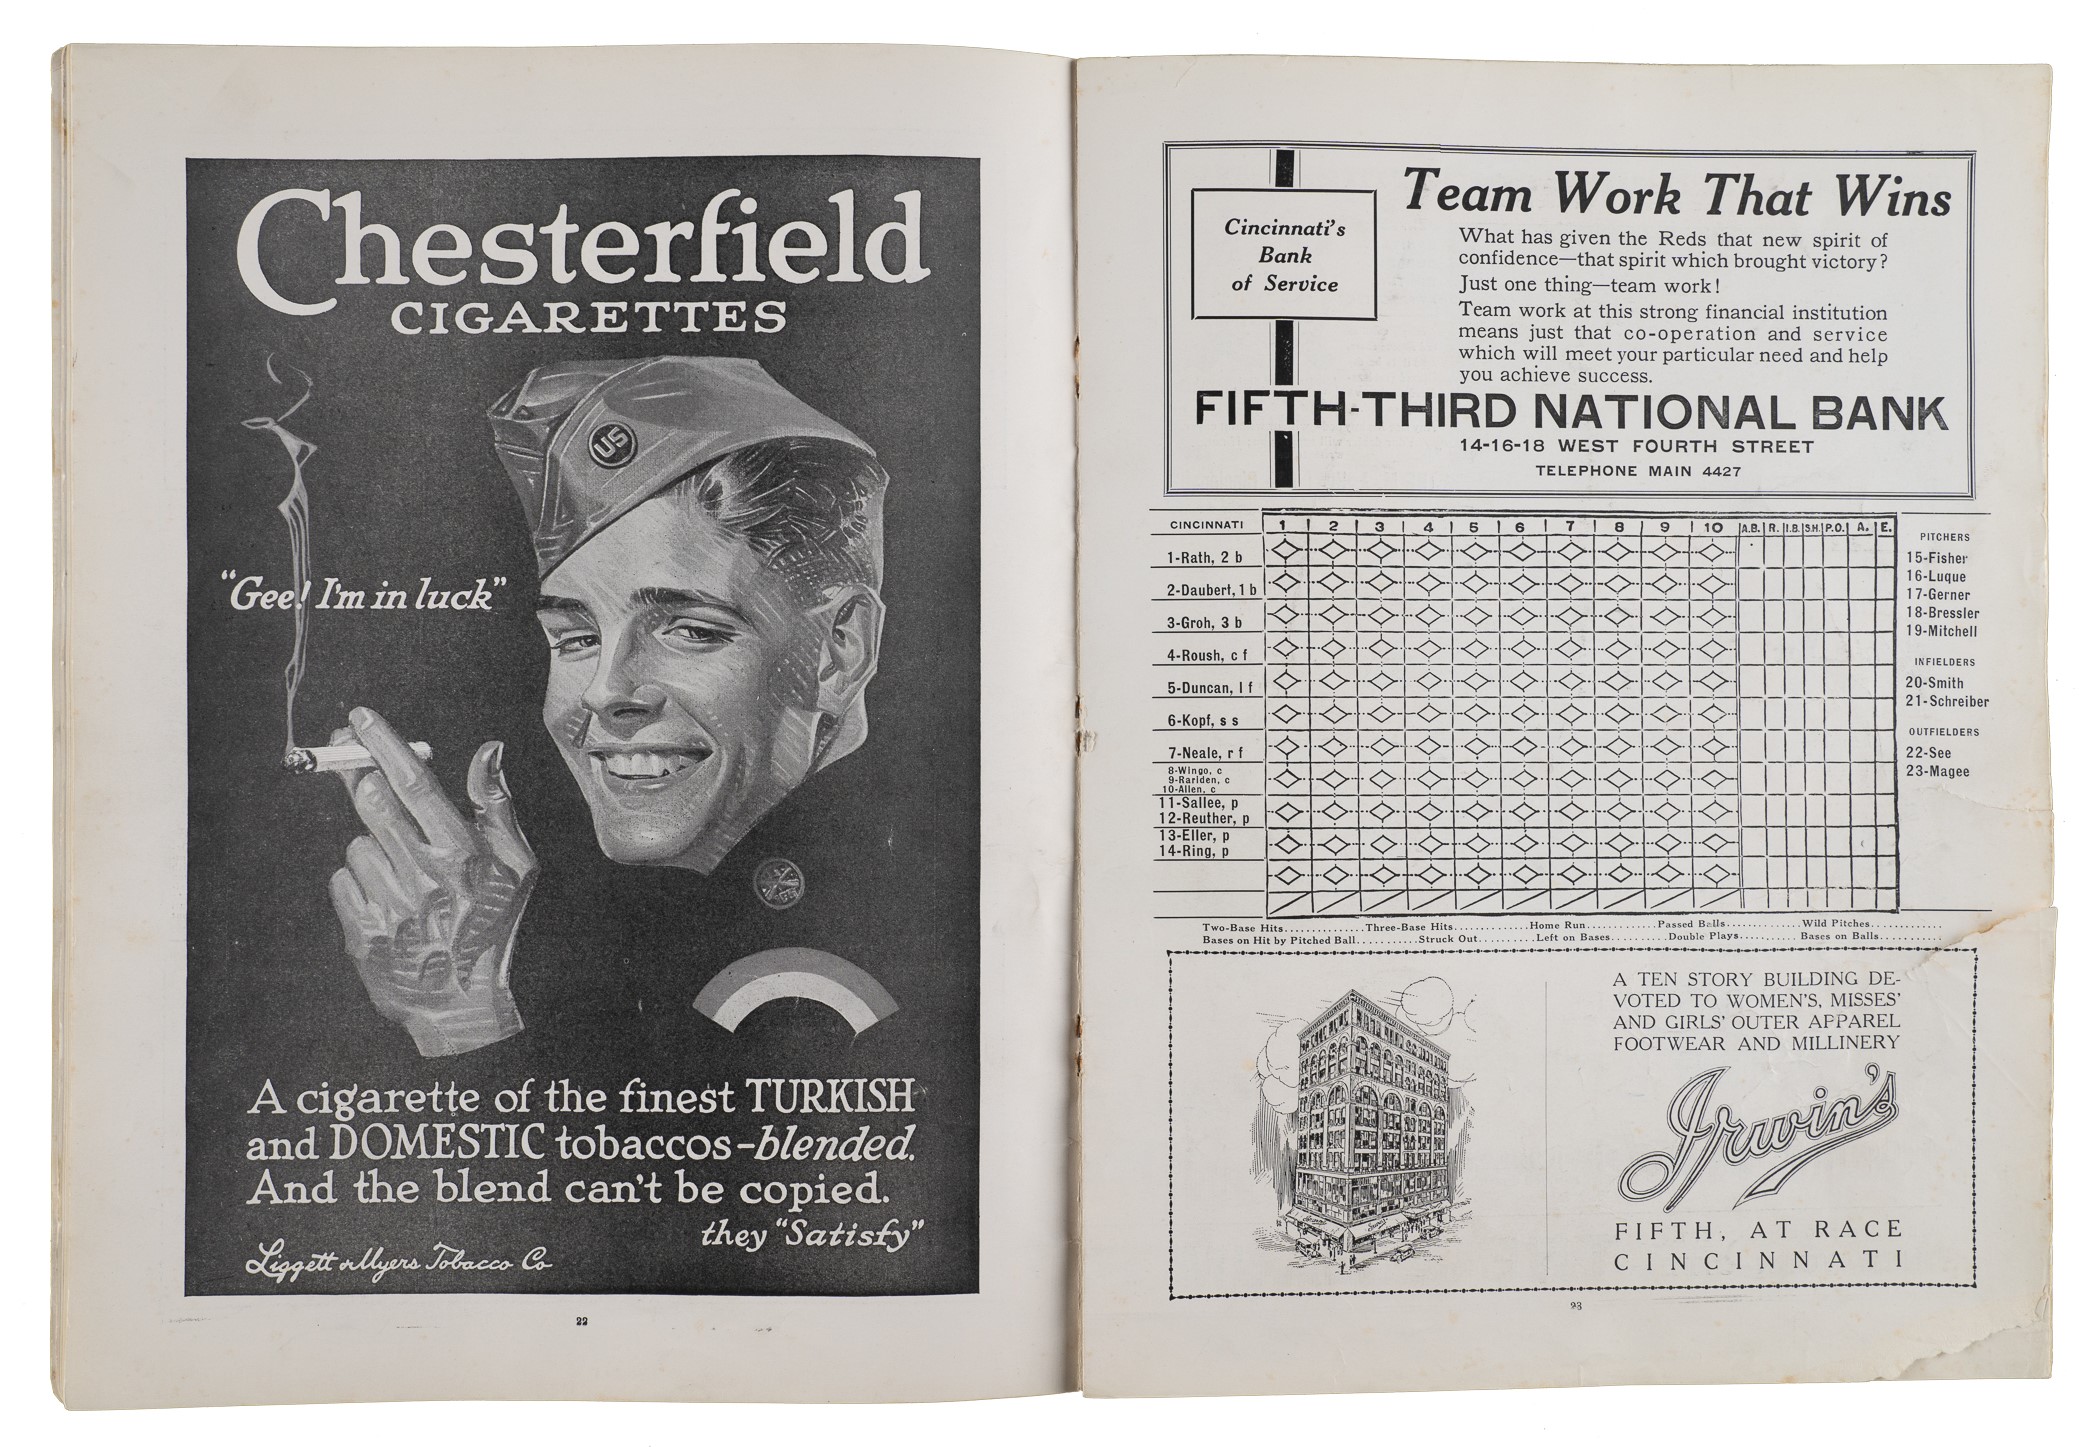 Chesterfield
CIGARETTES
US
"Gee! I'm in luck"
A cigarette of the finest TURKISH
and DOMESTIC tobaccos-blended.
And the blend can't be copied.
they "Satisfy"
Liggett & Myers Tobacco Co
22
Cincinnati's
Bank
of Service
Team Work That Wins
What has given the Reds that new spirit of
confidence—that spirit which brought victory?
Just one thing—team work!
Team work at this strong financial institution
means just that co-operation and service
which will meet your particular need and help
you achieve success.
FIFTH-THIRD NATIONAL BANK
14-16-18 WEST FOURTH STREET
TELEPHONE MAIN 4427
CINCINNATI 1 2 3 4 5 6 7 8 9 10 A.B. R. 1.B. S.H. P.O. A. E.
1-Rath, 2 b
2-Daubert, 1 b
3-Groh, 3 b
4-Roush, c f
5-Duncan, l f
6-Kopf, s s
7-Neale, r f
8-Wingo, c
9-Rariden, c
10-Allen, c
11-Sallee, p
12-Reuther, p
13-Eller, p
14-Ring, p
PITCHERS
15-Fisher
16-Luque
17-Gerner
18-Bressler
19-Mitchell
INFIELDERS
20-Smith
21-Schreiber
OUTFIELDERS
22-See
23-Magee
Two-Base Hits..............Three-Base Hits.............Home Run............Passed Balls.............Wild Pitches............
Bases on Hit by Pitched Ball..........Struck Out..........Left on Bases..........Double Plays..........Bases on Balls..........
A TEN STORY BUILDING DE-
VOTED TO WOMEN'S, MISSES'
AND GIRLS' OUTER APPAREL
FOOTWEAR AND MILLINERY
Irwin's
FIFTH, AT RACE
CINCINNATI
23